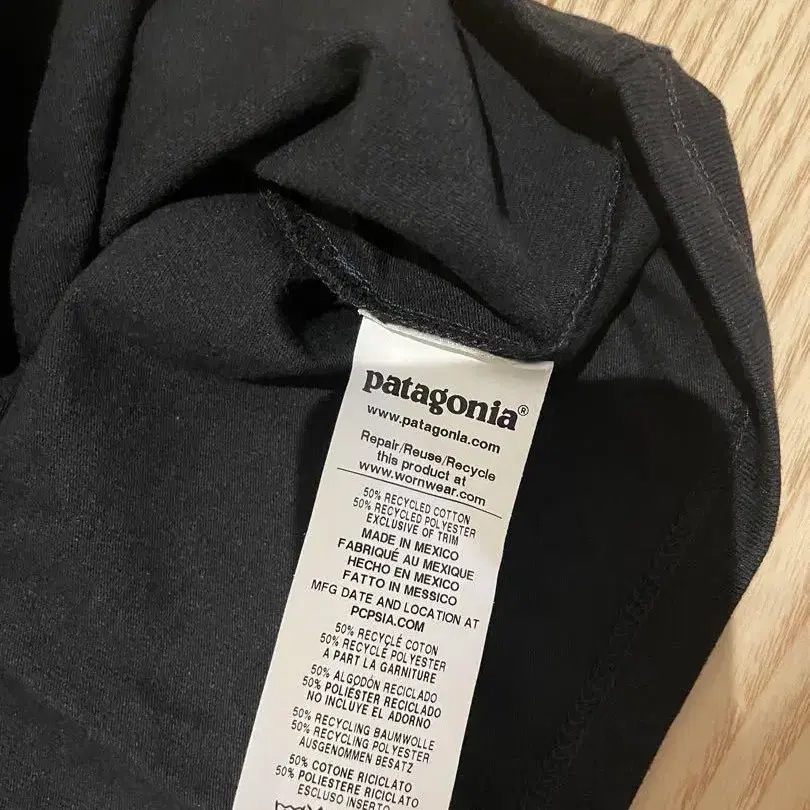 patagonia®
www.patagonia.com
Repair/Reuse/Recycle
this product at
www.wornwear.com
50% RECYCLED COTTON
50% RECYCLED POLYESTER
EXCLUSIVE OF TRIM
MADE IN MEXICO
FABRIQUÉ AU MEXIQUE
HECHO EN MEXICO
FATTO IN MESSICO
MFG DATE AND LOCATION AT
PCPSIA.COM
50% RECYCLÉ COTON
50% RECYCLÉ POLYESTER
A PART LA GARNITURE
50% ALGODÓN RECICLADO
50% POLIÉSTER RECICLADO
NO INCLUYE EL ADORNO
50% RECYCLING BAUMWOLLE
50% RECYCLING POLYESTER
AUSGENOMMEN BESATZ
50% COTONE RICICLATO
50% POLIESTERE RICICLATO
ESCLUSO INSERTO